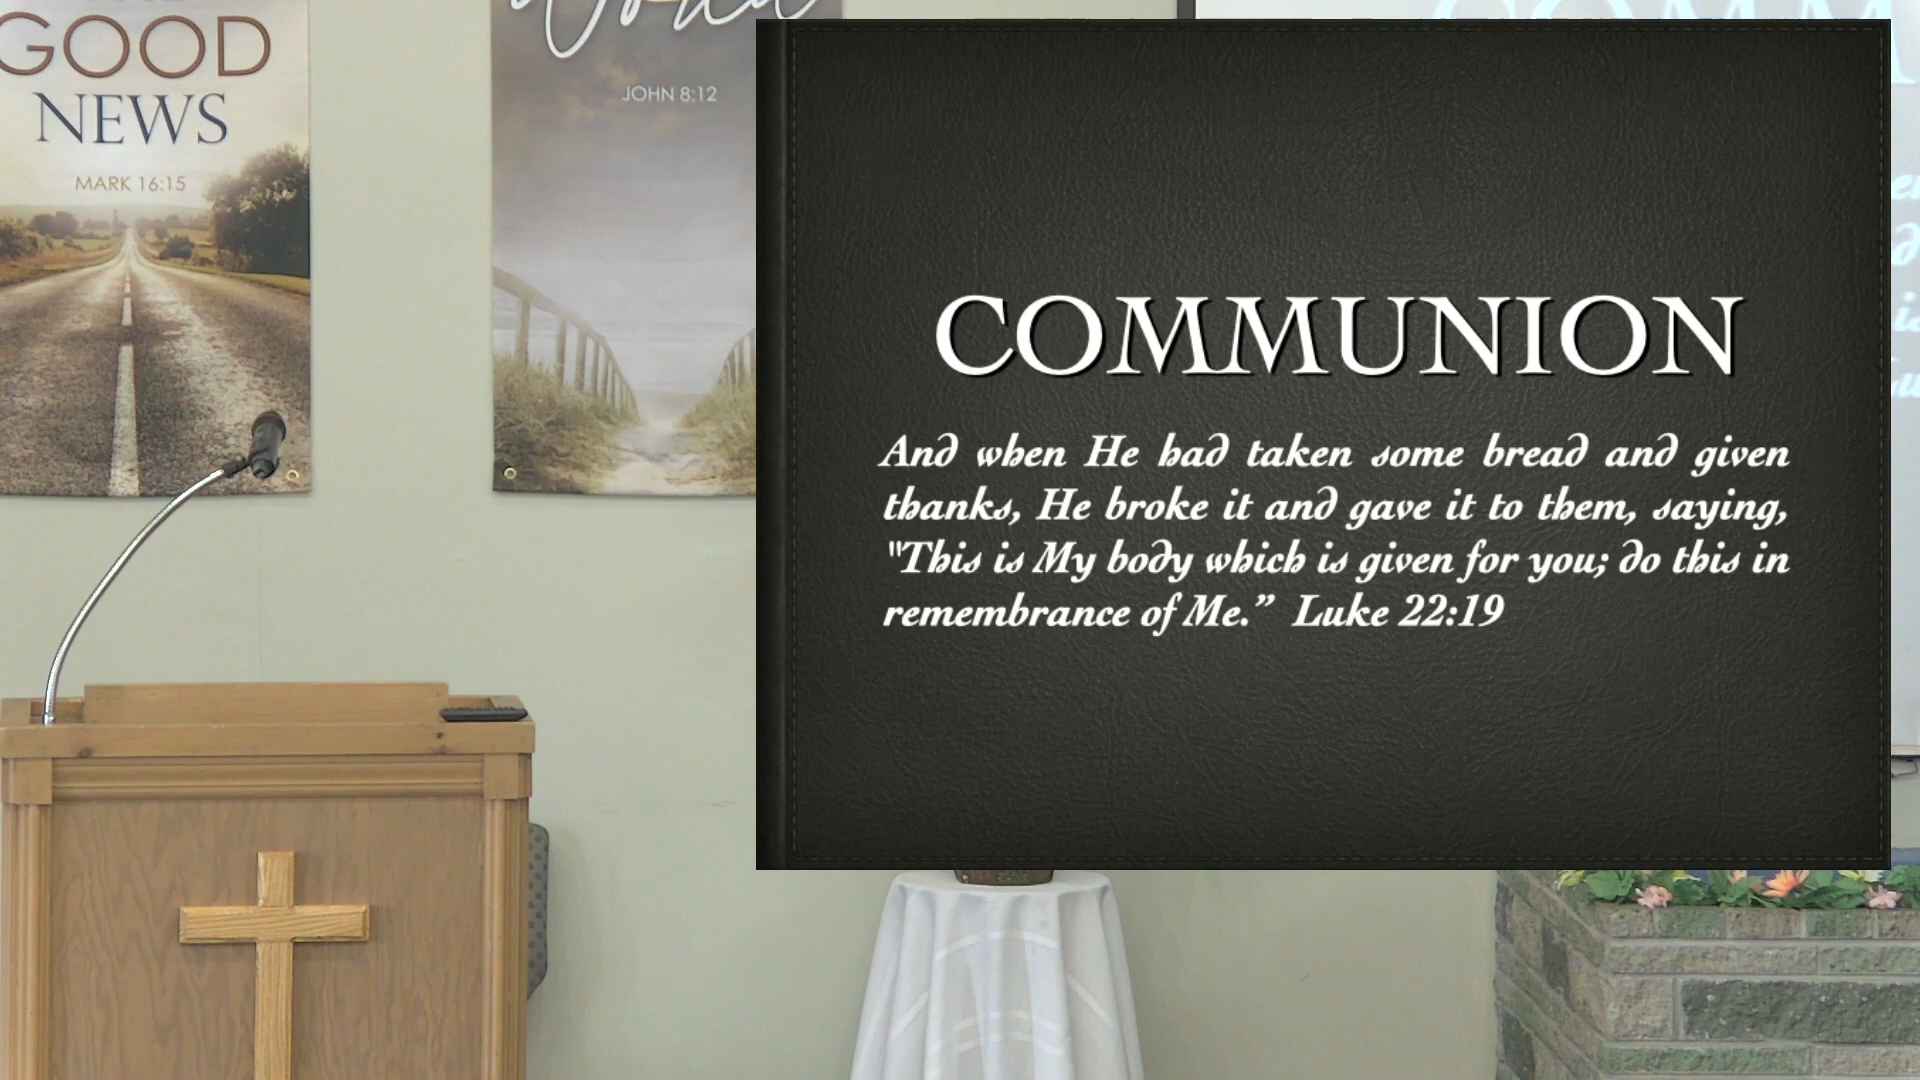 GOOD
NEWS
MARK 16:15
World
JOHN 8:12
COMMUNION
And when He had taken some bread and given
thanks, He broke it and gave it to them, saying,
"This is My body which is given for you; do this in
remembrance of Me.” Luke 22:19
COMM